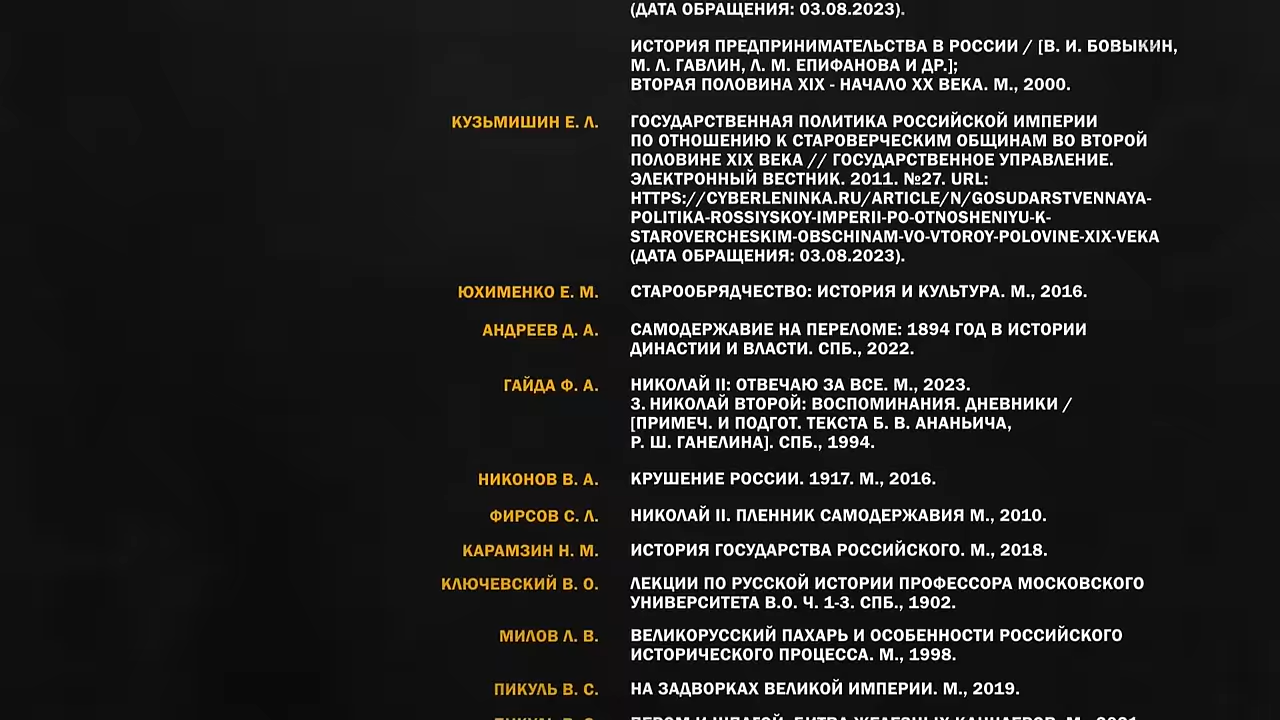 (ДАТА ОБРАЩЕНИЯ: 03.08.2023).
ИСТОРИЯ ПРЕДПРИНИМАТЕЛЬСТВА В РОССИИ / [В. И. БОВЫКИН,
М. Л. ГАВЛИН, Л. М. ЕПИФАНОВА И ДР.];
ВТОРАЯ ПОЛОВИНА XIX - НАЧАЛО XX ВЕКА. М., 2000.
КУЗЬМИШИН Е. Л. ГОСУДАРСТВЕННАЯ ПОЛИТИКА РОССИЙСКОЙ ИМПЕРИИ
ПО ОТНОШЕНИЮ К СТАРОВЕРЧЕСКИМ ОБЩИНАМ ВО ВТОРОЙ
ПОЛОВИНЕ XIX ВЕКА // ГОСУДАРСТВЕННОЕ УПРАВЛЕНИЕ.
ЭЛЕКТРОННЫЙ ВЕСТНИК. 2011. №27. URL:
HTTPS://CYBERLENINKA.RU/ARTICLE/N/GOSUDARSTVENNAYA-
POLITIKA-ROSSIYSKOY-IMPERII-PO-OTNOSHENIYU-K-
STAROVERCHESKIM-OBSCHINAM-VO-VTOROY-POLOVINE-XIX-VEKA
(ДАТА ОБРАЩЕНИЯ: 03.08.2023).
ЮХИМЕНКО Е. М. СТАРООБРЯДЧЕСТВО: ИСТОРИЯ И КУЛЬТУРА. М., 2016.
АНДРЕЕВ Д. А. САМОДЕРЖАВИЕ НА ПЕРЕЛОМЕ: 1894 ГОД В ИСТОРИИ
ДИНАСТИИ И ВЛАСТИ. СПБ., 2022.
ГАЙДА Ф. А. НИКОЛАЙ II: ОТВЕЧАЮ ЗА ВСЕ. М., 2023.
3. НИКОЛАЙ ВТОРОЙ: ВОСПОМИНАНИЯ. ДНЕВНИКИ /
[ПРИМЕЧ. И ПОДГОТ. ТЕКСТА Б. В. АНАНЬИЧА,
Р. Ш. ГАНЕЛИНА]. СПБ., 1994.
НИКОНОВ В. А. КРУШЕНИЕ РОССИИ. 1917. М., 2016.
ФИРСОВ С. Л. НИКОЛАЙ II. ПЛЕННИК САМОДЕРЖАВИЯ М., 2010.
КАРАМЗИН Н. М. ИСТОРИЯ ГОСУДАРСТВА РОССИЙСКОГО. М., 2018.
КЛЮЧЕВСКИЙ В. О. ЛЕКЦИИ ПО РУССКОЙ ИСТОРИИ ПРОФЕССОРА МОСКОВСКОГО
УНИВЕРСИТЕТА В.О. Ч. 1-3. СПБ., 1902.
МИЛОВ Л. В. ВЕЛИКОРУССКИЙ ПАХАРЬ И ОСОБЕННОСТИ РОССИЙСКОГО
ИСТОРИЧЕСКОГО ПРОЦЕССА. М., 1998.
ПИКУЛЬ В. С. НА ЗАДВОРКАХ ВЕЛИКОЙ ИМПЕРИИ. М., 2019.